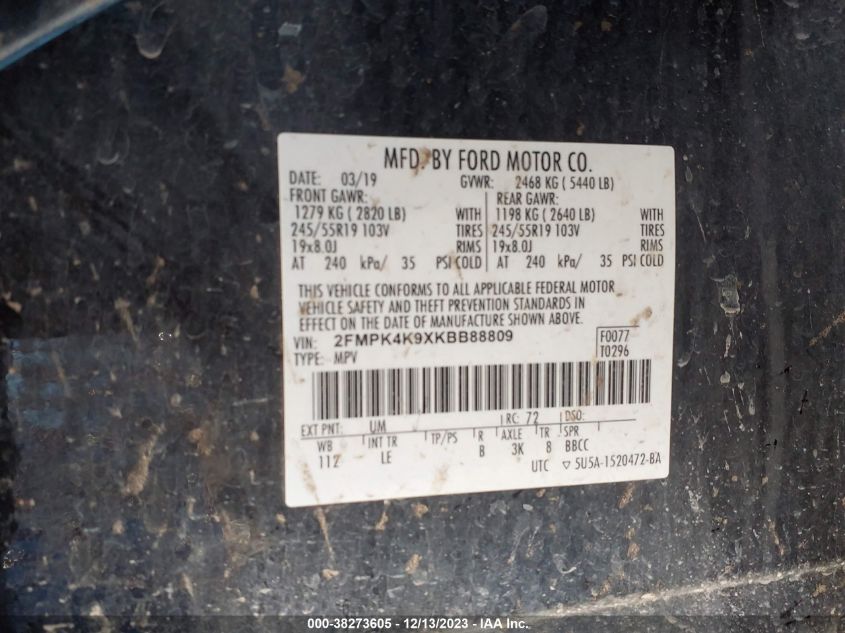 MFD. BY FORD MOTOR CO.
DATE: 03/19 GVWR: 2468 KG ( 5440 LB)
FRONT GAWR: REAR GAWR:
1279 KG ( 2820 LB) WITH 1198 KG ( 2640 LB) WITH
245/55R19 103V TIRES 245/55R19 103V TIRES
19x8.0J RIMS 19x8.0J RIMS
AT 240 kPa/ 35 PSI COLD AT 240 kPa/ 35 PSI COLD
THIS VEHICLE CONFORMS TO ALL APPLICABLE FEDERAL MOTOR
VEHICLE SAFETY AND THEFT PREVENTION STANDARDS IN
EFFECT ON THE DATE OF MANUFACTURE SHOWN ABOVE.
VIN: 2FMPK4K9XKBB88809 F0077
TYPE: MPV T0296
EXT PNT: UM RC: 72 DSO:
WB INT TR TP/PS R AXLE TR SPR
112 LE B 3K 8 BBCC
UTC ▽ 5U5A-1520472-BA
000-38273605 - 12/13/2023 - IAA Inc.